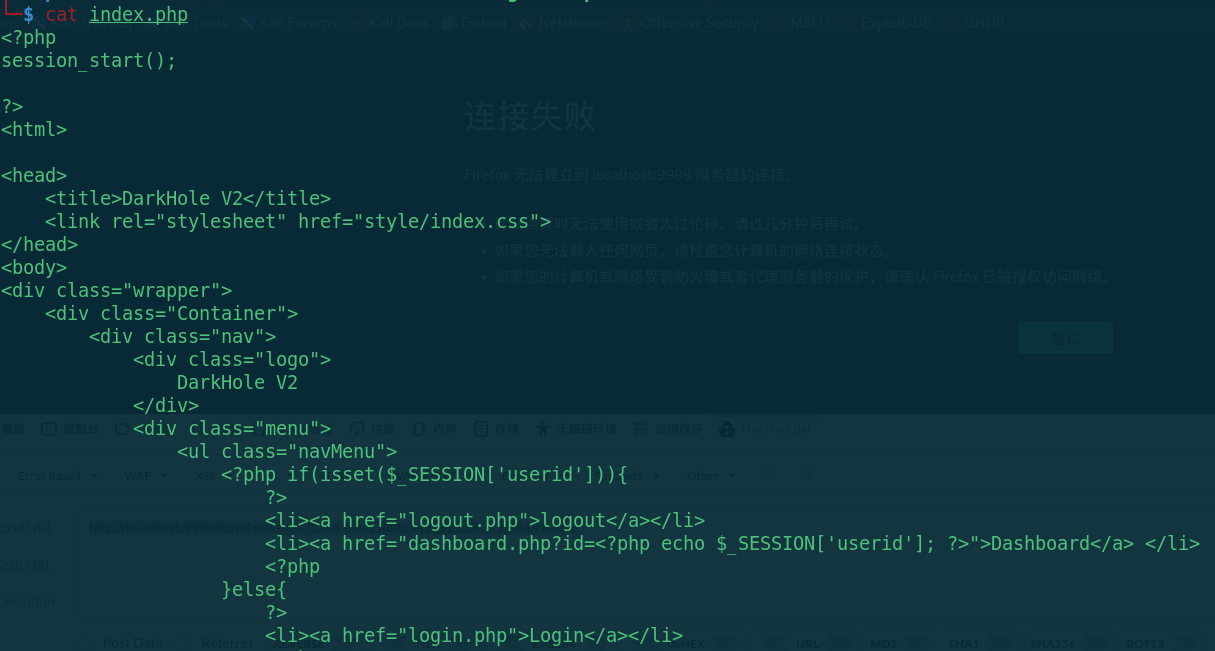 $ cat index.php
Tools Kali Forums Kali Docs Fedora NetHunter Offensive Security MSFU Exploit-DB GHDB
<?php
session_start();
?>
连接失败
<html>
Firefox 无法建立到 localhost:9999 服务器的连接。
<head>
<title>DarkHole V2</title>
<link rel="stylesheet" href="style/index.css">
时无法使用或者太过忙碌。请过几分钟后再试。
</head>
• 如果您无法载入任何网页，请检查您计算机的网络连接状态。
<body>
• 如果您的计算机或网络受到防火墙或者代理服务器的保护，请确认 Firefox 已被授权访问网络。
<div class="wrapper">
<div class="Container">
<div class="nav">
重试
<div class="logo">
DarkHole V2
</div>
<div class="menu">
控制台 性能 内存 存储 无障碍环境 应用程序 Max HacKBar
<ul class="navMenu">
<?php if(isset($_SESSION['userid'])){
Error Based WAF XSS Other
?>
<li><a href="logout.php">logout</a></li>
http://localhost:9999/?cmd=
<li><a href="dashboard.php?id=<?php echo $_SESSION['userid']; ?>">Dashboard</a> </li>
<?php
Split URL
}else{
Execution
?>
<li><a href="login.php">Login</a></li>
Post Data Referrer HEX URL MD5 SHA1 SHA256 ROT13